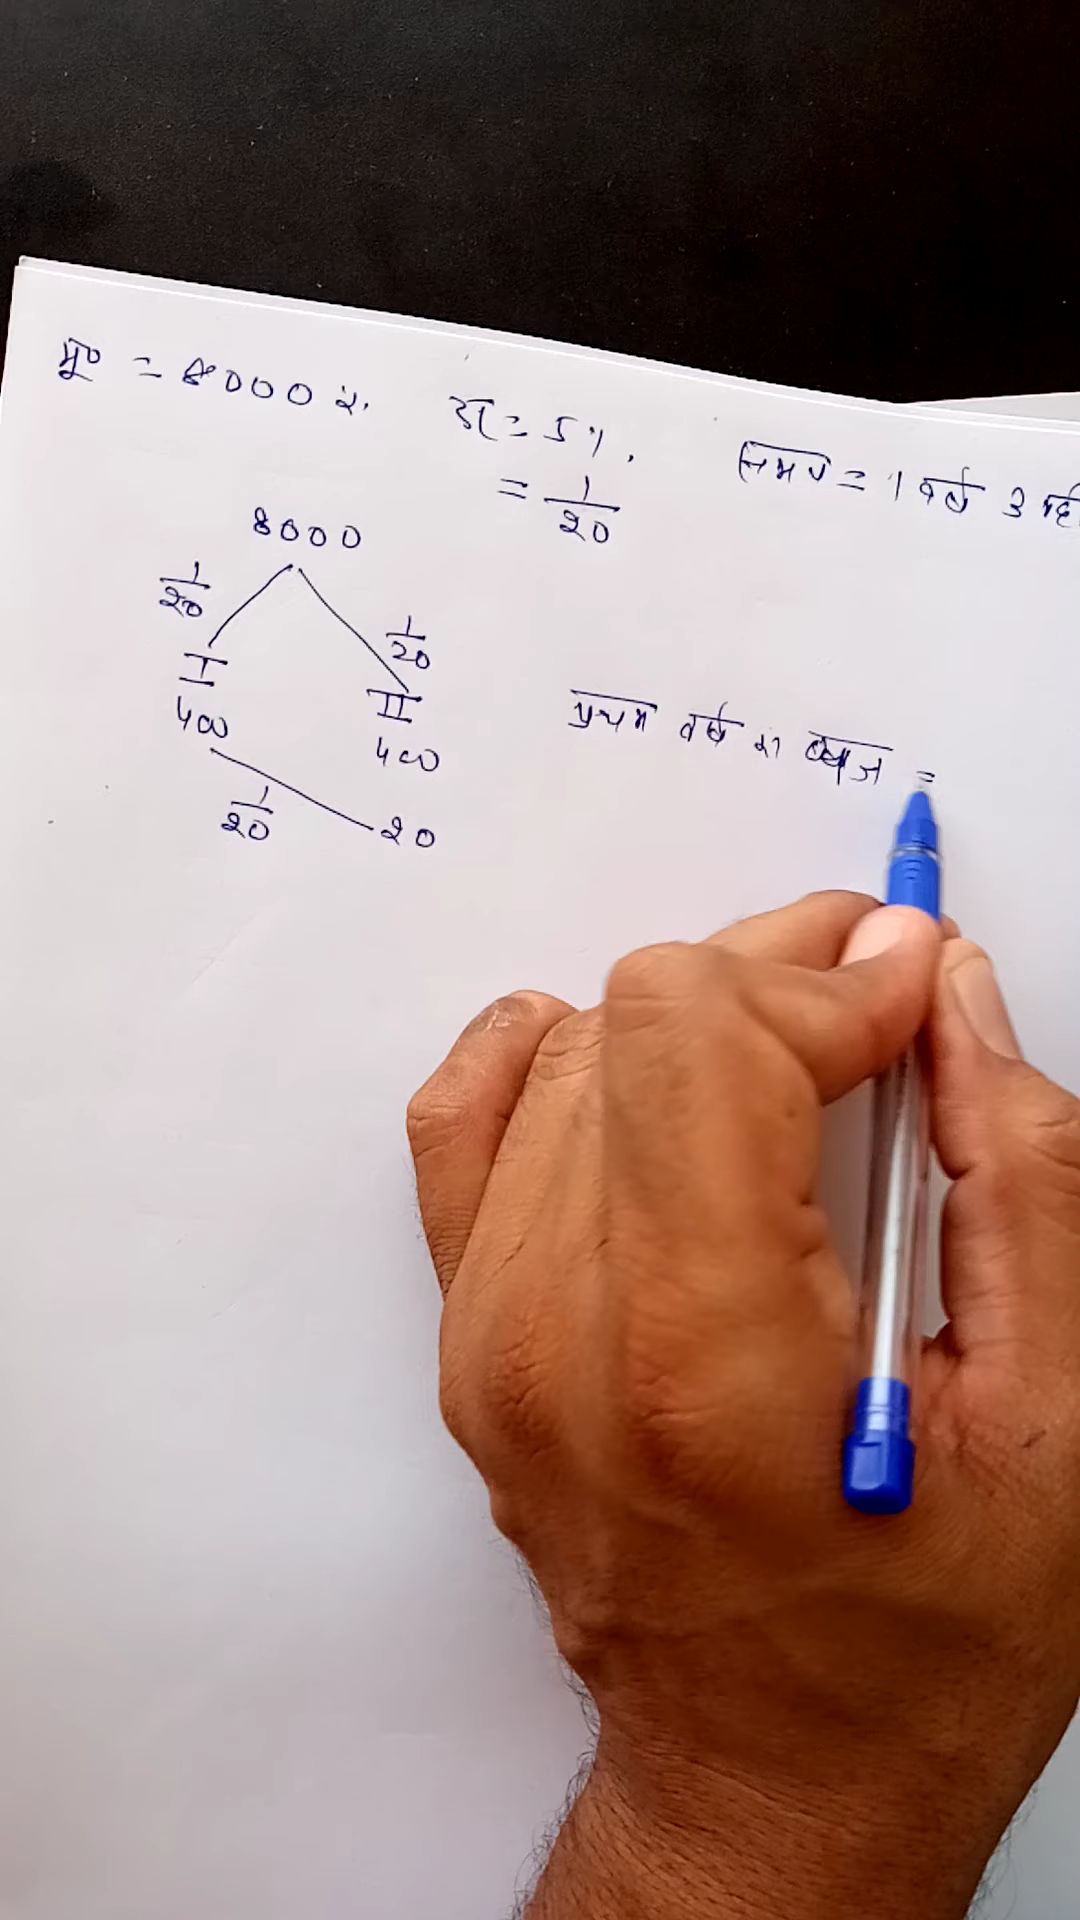 मू० = 8000 रु. दर = 5%. समय = 1 वर्ष 3
= 1/20
8000
1/20 1/20
I II
400 400
1/20 20
प्रथम वर्ष का ब्याज =